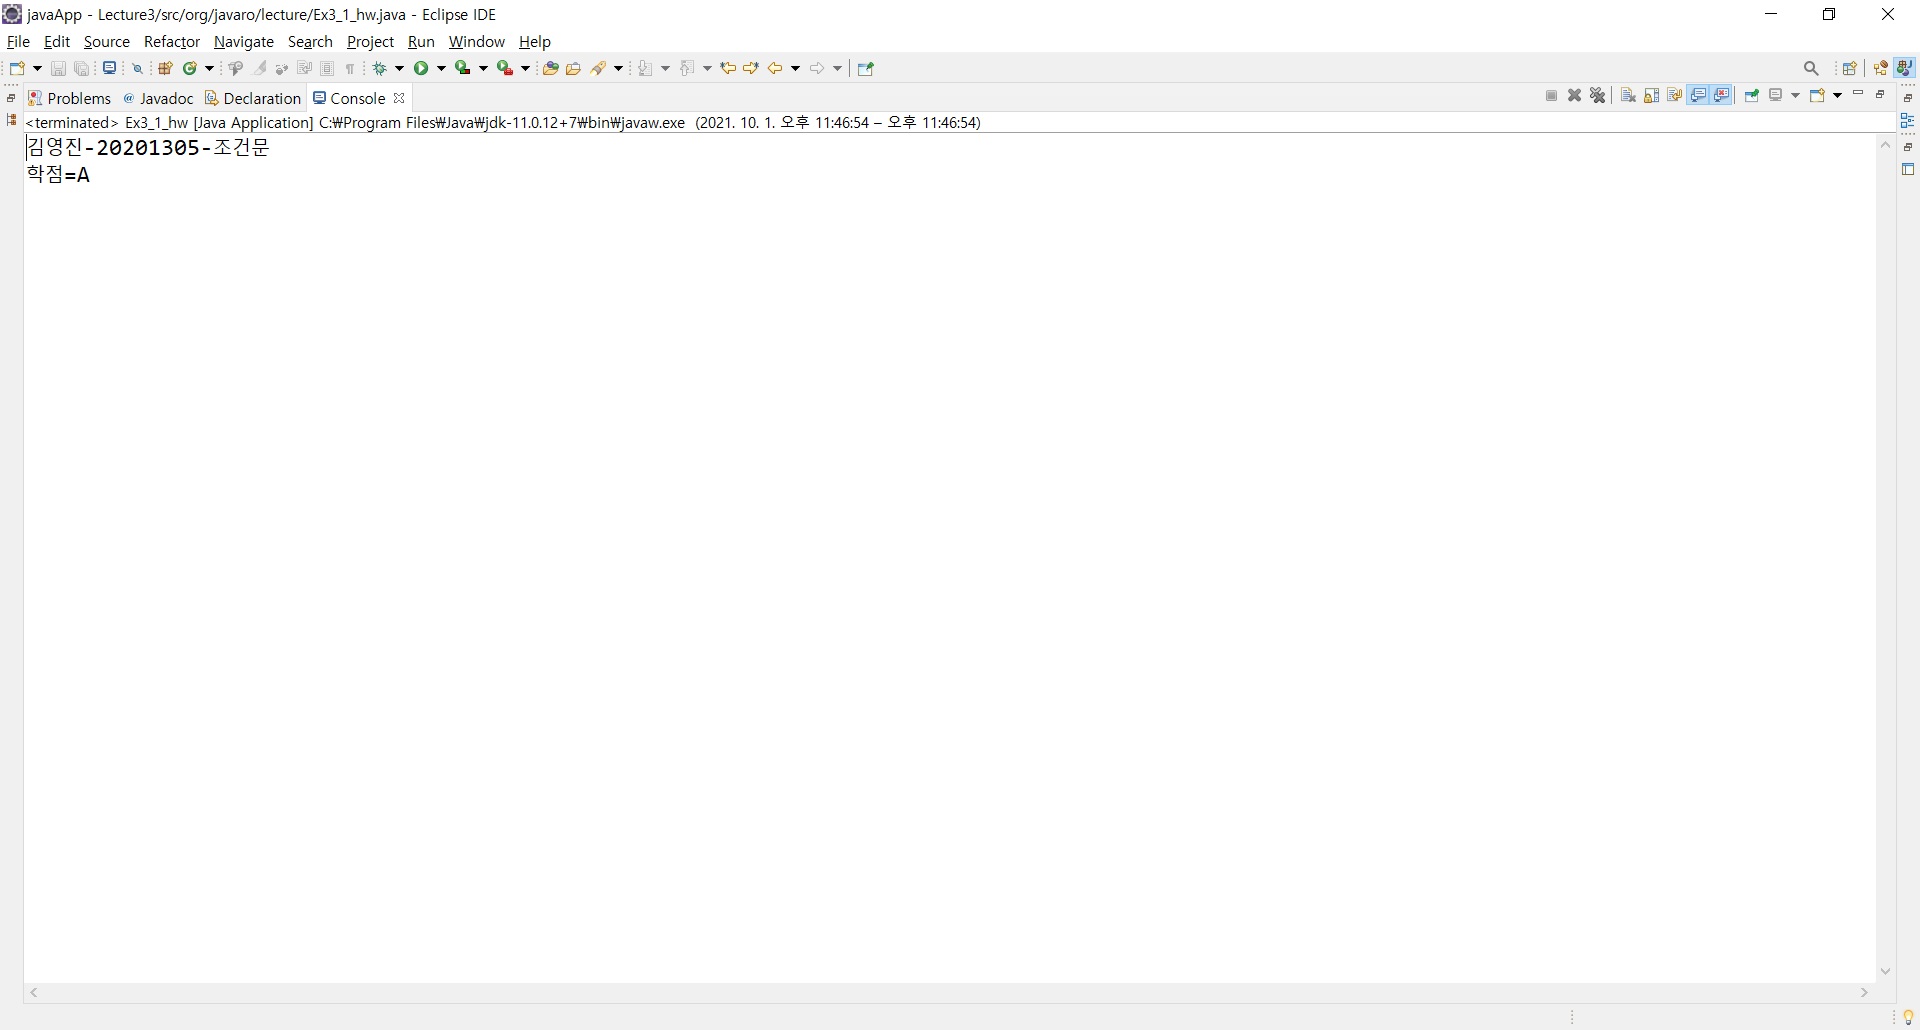 javaApp - Lecture3/src/org/javaro/lecture/Ex3_1_hw.java - Eclipse IDE
File Edit Source Refactor Navigate Search Project Run Window Help
Problems @ Javadoc Declaration Console
<terminated> Ex3_1_hw [Java Application] C:₩Program Files₩Java₩jdk-11.0.12+7₩bin₩javaw.exe (2021. 10. 1. 오후 11:46:54 – 오후 11:46:54)
김영진-20201305-조건문
학점=A